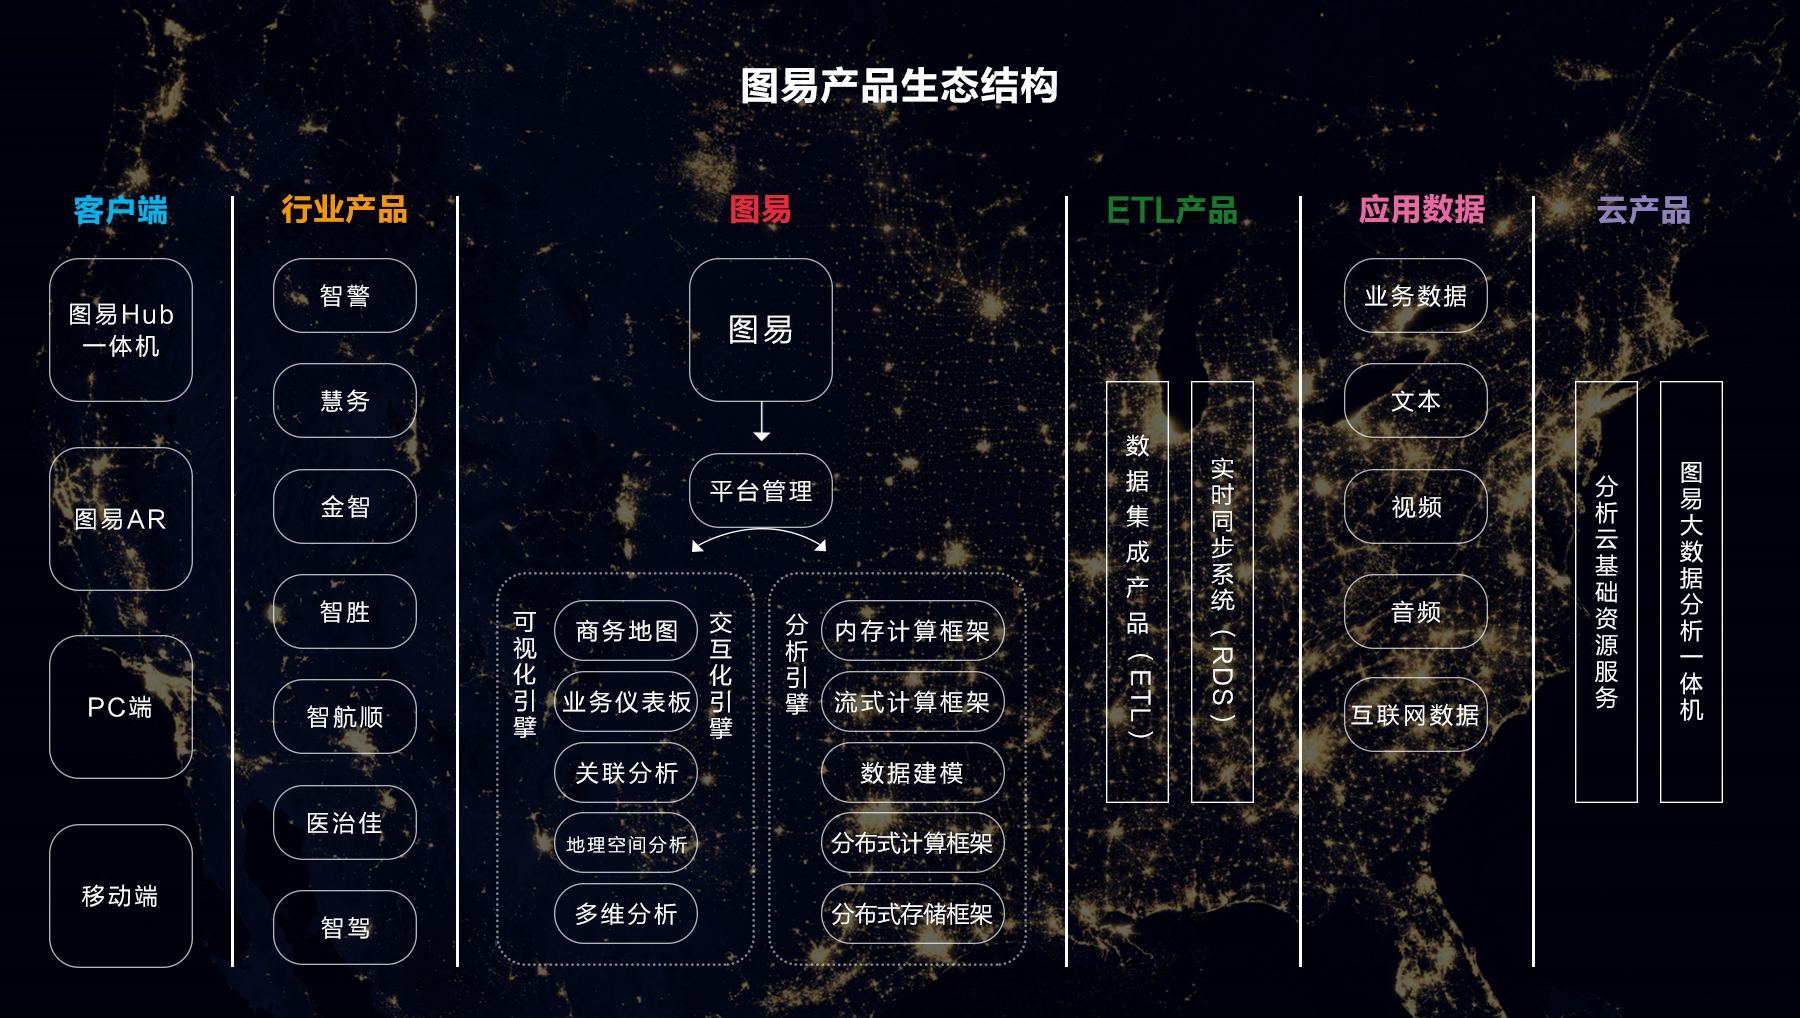 图易产品生态结构
客户端
图易Hub
一体机
图易AR
PC端
移动端
行业产品
智警
慧务
金智
智胜
智航顺
医治佳
智驾
图易
图易
平台管理
可视化引擎
商务地图
业务仪表板
关联分析
地理空间分析
多维分析
交互化引擎
分析引擎
内存计算框架
流式计算框架
数据建模
分布式计算框架
分布式存储框架
ETL产品
数据集成产品（ETL）
实时同步系统（RDS）
应用数据
业务数据
文本
视频
音频
互联网数据
云产品
分析云基础资源服务
图易大数据分析一体机